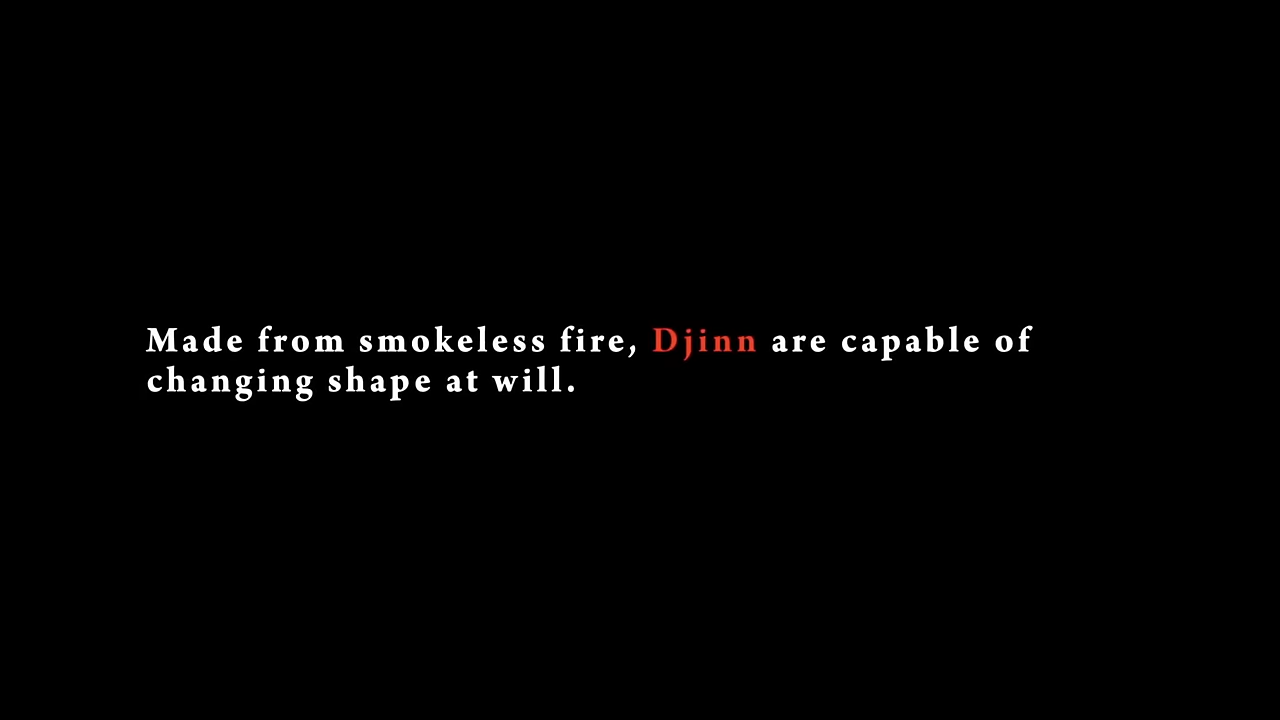 Made from smokeless fire, Djinn are capable of
changing shape at will.